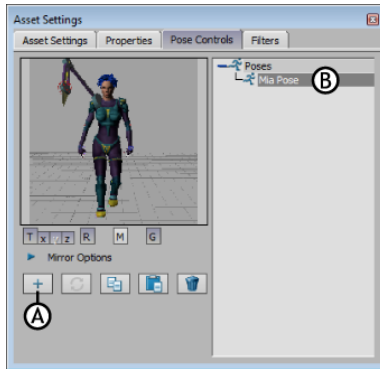 Asset Settings
Asset Settings Properties Pose Controls Filters
Poses
Mia Pose B
T x y z R M G
Mirror Options
A